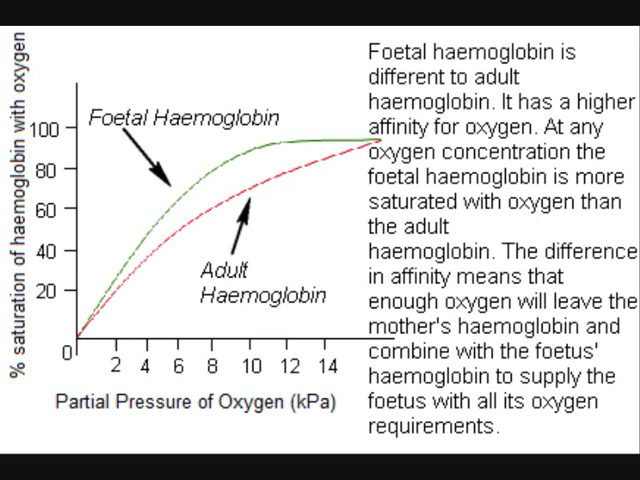 % saturation of haemoglobin with oxygen
100
80
60
40
20
0
2 4 6 8 10 12 14
Partial Pressure of Oxygen (kPa)
Foetal Haemoglobin
Adult
Haemoglobin
Foetal haemoglobin is
different to adult
haemoglobin. It has a higher
affinity for oxygen. At any
oxygen concentration the
foetal haemoglobin is more
saturated with oxygen than
the adult
haemoglobin. The difference
in affinity means that
enough oxygen will leave the
mother's haemoglobin and
combine with the foetus'
haemoglobin to supply the
foetus with all its oxygen
requirements.